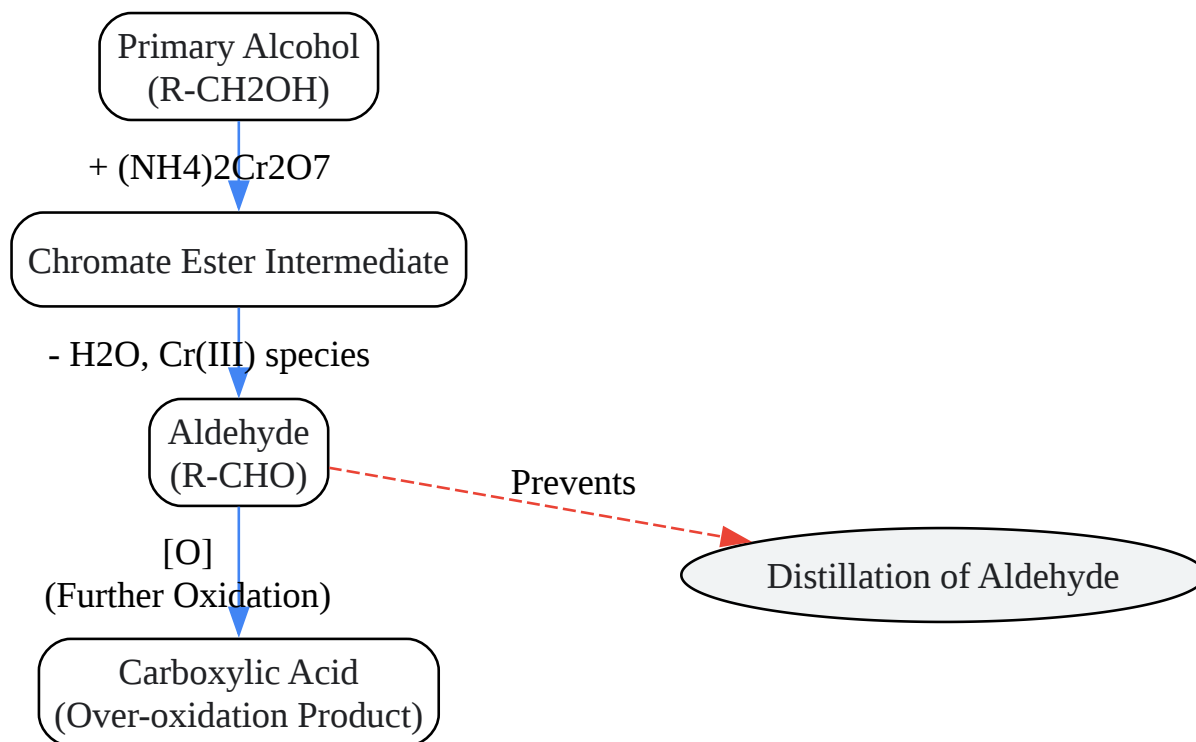 Primary Alcohol
(R-CH2OH)
+ (NH4)2Cr2O7
Chromate Ester Intermediate
- H2O, Cr(III) species
Aldehyde
(R-CHO)
Prevents
[O]
(Further Oxidation)
Distillation of Aldehyde
Carboxylic Acid
(Over-oxidation Product)